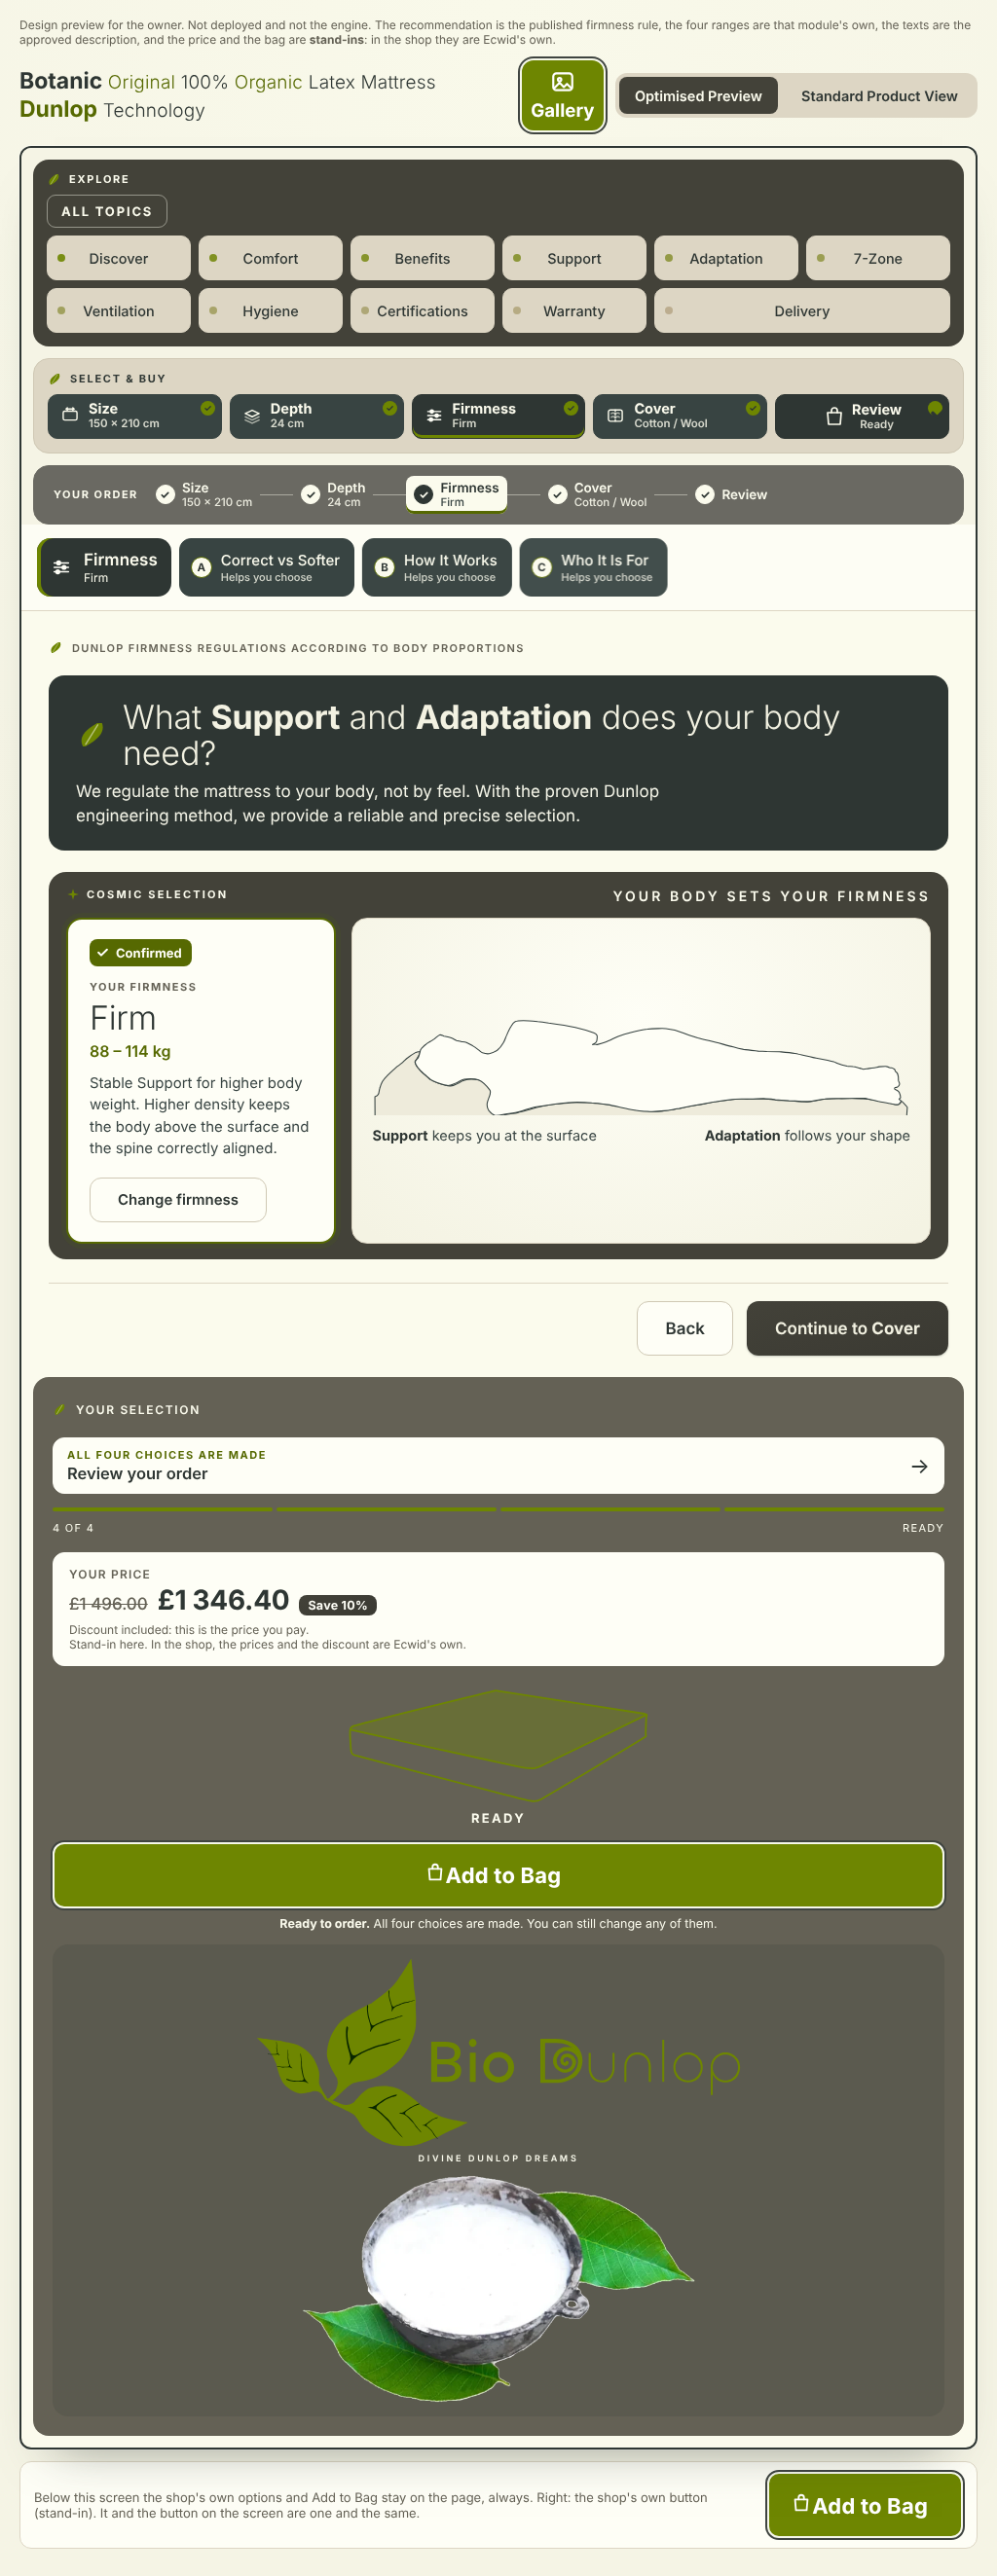 Design preview for the owner. Not deployed and not the engine. The recommendation is the published firmness rule, the four ranges are that module's own, the texts are the
approved description, and the price and the bag are stand-ins: in the shop they are Ecwid's own.
Botanic Original 100% Organic Latex Mattress
Dunlop Technology
Gallery
Optimised Preview
Standard Product View
EXPLORE
ALL TOPICS
Discover
Comfort
Benefits
Support
Adaptation
7-Zone
Ventilation
Hygiene
Certifications
Warranty
Delivery
SELECT & BUY
Size
150 × 210 cm
Depth
24 cm
Firmness
Firm
Cover
Cotton / Wool
Review
Ready
YOUR ORDER
Size
150 × 210 cm
Depth
24 cm
Firmness
Firm
Cover
Cotton / Wool
Review
Firmness
Firm
A
Correct vs Softer
Helps you choose
B
How It Works
Helps you choose
C
Who It Is For
Helps you choose
DUNLOP FIRMNESS REGULATIONS ACCORDING TO BODY PROPORTIONS
What Support and Adaptation does your body
need?
We regulate the mattress to your body, not by feel. With the proven Dunlop
engineering method, we provide a reliable and precise selection.
COSMIC SELECTION
YOUR BODY SETS YOUR FIRMNESS
Confirmed
YOUR FIRMNESS
Firm
88 – 114 kg
Stable Support for higher body
weight. Higher density keeps
the body above the surface and
the spine correctly aligned.
Change firmness
Support keeps you at the surface
Adaptation follows your shape
Back
Continue to Cover
YOUR SELECTION
ALL FOUR CHOICES ARE MADE
Review your order
4 OF 4
READY
YOUR PRICE
£1 496.00 £1 346.40 Save 10%
Discount included: this is the price you pay.
Stand-in here. In the shop, the prices and the discount are Ecwid's own.
READY
Add to Bag
Ready to order. All four choices are made. You can still change any of them.
Bio Dunlop
DIVINE DUNLOP DREAMS
Below this screen the shop's own options and Add to Bag stay on the page, always. Right: the shop's own button
(stand-in). It and the button on the screen are one and the same.
Add to Bag